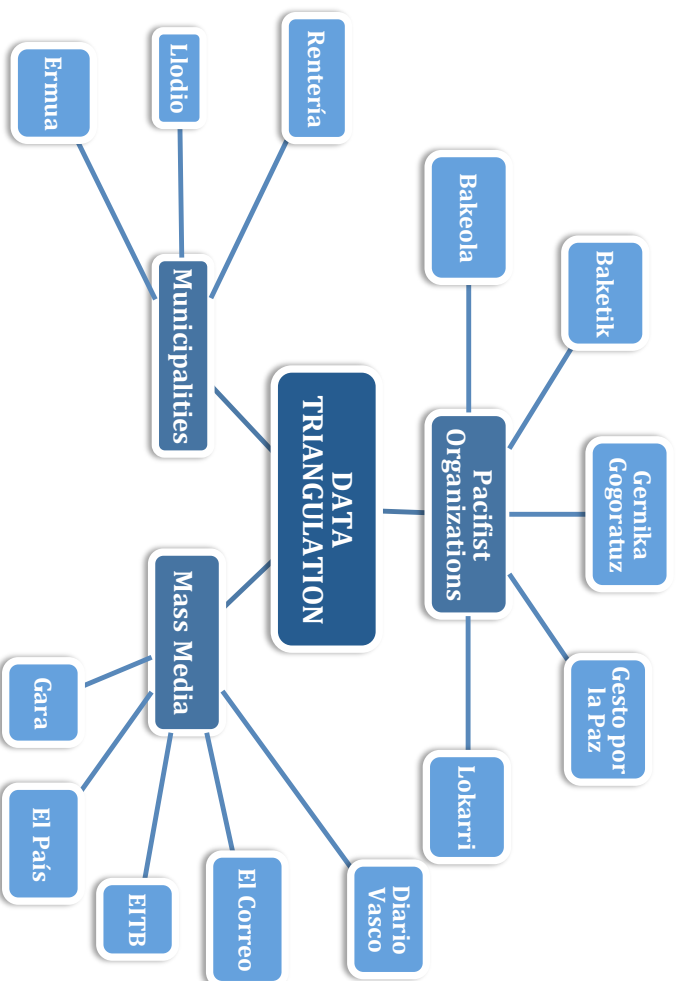 Gernika
Gogoratuz
Baketik
Gesto por
la Paz
Bakeola
Pacifist
Organizations
Lokarri
DATA
TRIANGULATION
Rentería
Llodio
Ermua
Municipalities
Mass Media
Diario
Vasco
El Correo
EITB
El País
Gara